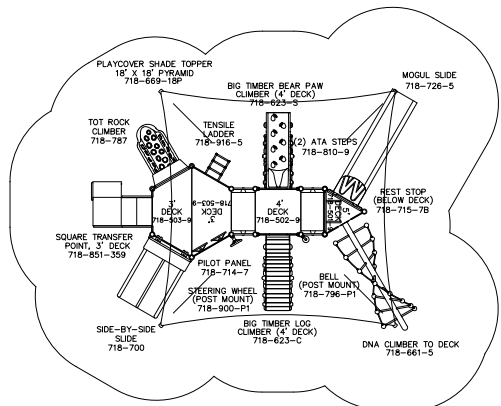 PLAYCOVER SHADE TOPPER
18' X 18' PYRAMID
718-669-18P
BIG TIMBER BEAR PAW
CLIMBER (4' DECK)
718-623-S
MOGUL SLIDE
718-726-5
TOT ROCK
CLIMBER
718-787
TENSILE
LADDER
718-916-5
(2) ATA STEPS
718-810-9
REST STOP
(BELOW DECK)
718-715-7B
3'
DECK
718-503-9
3'
DECK
718-503-9
4'
DECK
718-502-9
5'
DECK
SQUARE TRANSFER
POINT, 3' DECK
718-851-359
PILOT PANEL
718-714-7
STEERING WHEEL
(POST MOUNT)
718-900-P1
BELL
(POST MOUNT)
718-796-P1
SIDE-BY-SIDE
SLIDE
718-700
BIG TIMBER LOG
CLIMBER (4' DECK)
718-623-C
DNA CLIMBER TO DECK
718-661-5